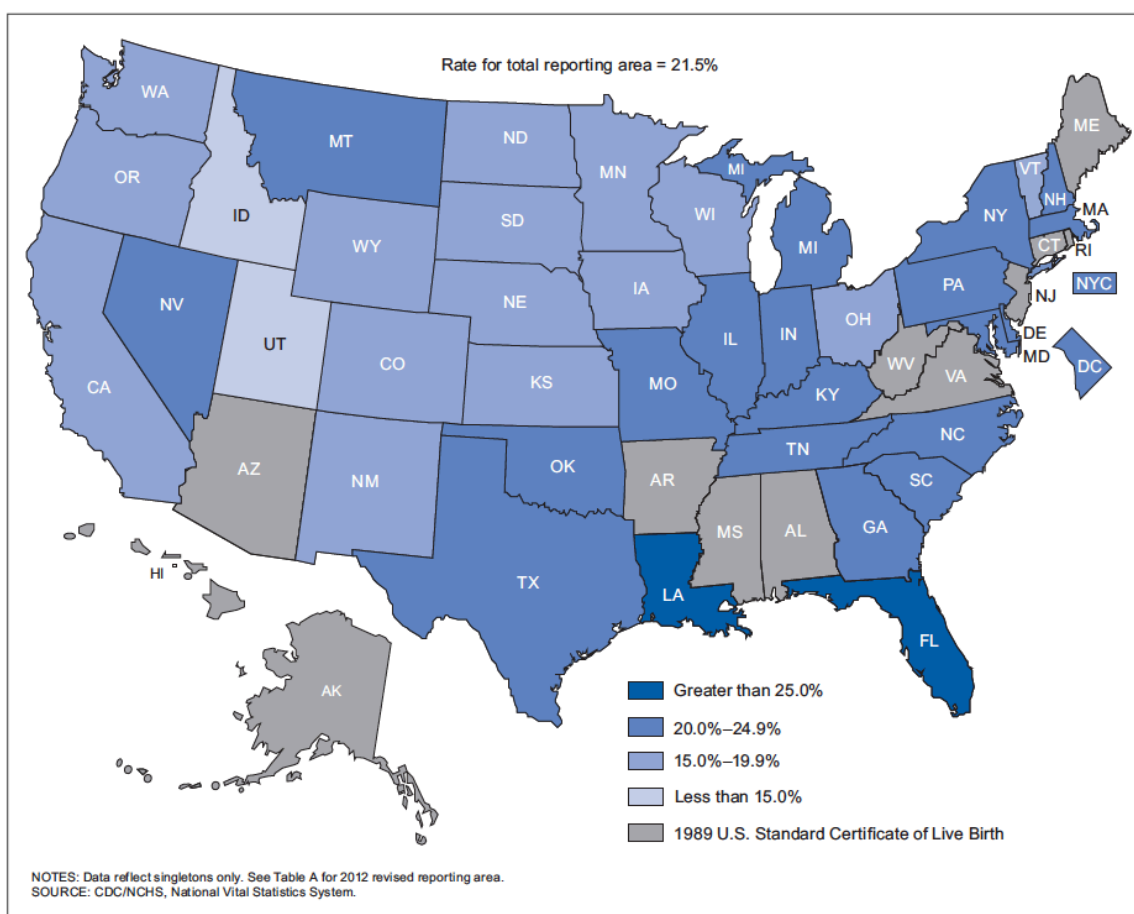 Rate for total reporting area = 21.5%
WA
MT
ND
MN
ME
OR
ID
SD
WI
MI
VT
NH
NY
MA
WY
MI
CT
RI
NV
NE
IA
PA
NYC
NJ
UT
CO
IL
IN
OH
DE
MD
DC
CA
KS
MO
WV
VA
KY
AZ
NM
OK
AR
TN
NC
SC
MS
AL
GA
HI
TX
LA
FL
AK
Greater than 25.0%
20.0%–24.9%
15.0%–19.9%
Less than 15.0%
1989 U.S. Standard Certificate of Live Birth
NOTES: Data reflect singletons only. See Table A for 2012 revised reporting area.
SOURCE: CDC/NCHS, National Vital Statistics System.